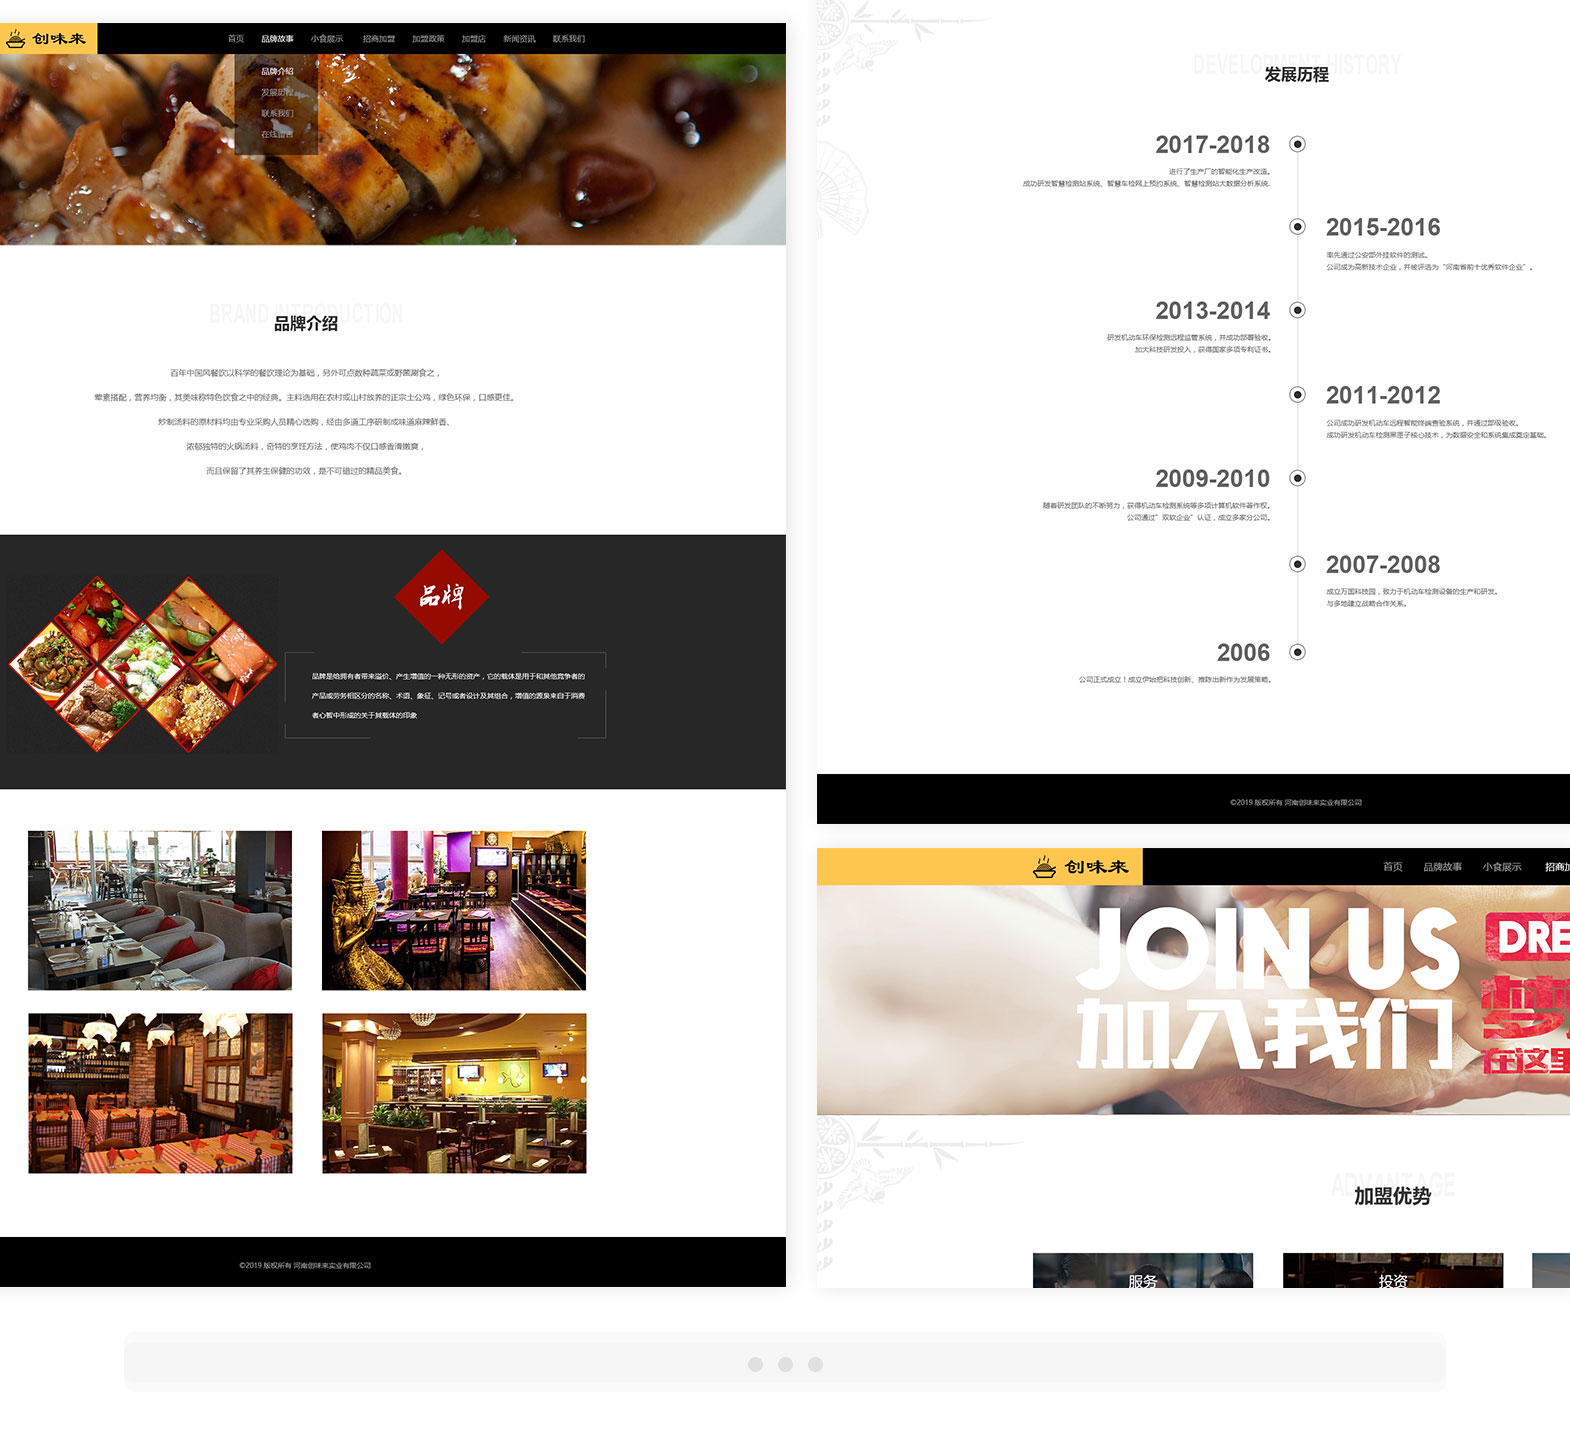 创味来
首页 品牌故事 小食展示 招商加盟 加盟政策 加盟店 新闻资讯 联系我们
品牌介绍
发展历程
联系我们
在线留言
BRAND INTRODUCTION
品牌介绍
百年中国风餐饮以科学的餐饮理论为基础，另外可点数种蔬菜或野菌涮食之，
荤素搭配，营养均衡，其美味称特色饮食之中的经典。主料选用在农村或山村放养的正宗土公鸡，绿色环保，口感更佳。
炒制汤料的原材料均由专业采购人员精心选购，经由多道工序研制成味道麻辣鲜香、
浓郁独特的火锅汤料，奇特的烹饪方法，使鸡肉不仅口感香滑嫩爽，
而且保留了其养生保健的功效，是不可错过的精品美食。
品牌
品牌是给拥有者带来溢价、产生增值的一种无形的资产，它的载体是用于和其他竞争者的
产品或劳务相区分的名称、术语、象征、记号或者设计及其组合，增值的源泉来自于消费
者心智中形成的关于其载体的印象
©2019 版权所有 河南创味来实业有限公司
DEVELOPMENT HISTORY
发展历程
2017-2018
进行了生产厂的智能化生产改造。
成功研发智慧检测站系统、智慧车检网上预约系统、智慧检测站大数据分析系统.
2015-2016
率先通过公安部外挂软件的测试。
公司成为高新技术企业，并被评选为“河南省前十优秀软件企业”。
2013-2014
研发机动车环保检测远程监管系统，并成功部署验收。
加大科技研发投入，获得国家多项专利证书。
2011-2012
公司成功研发机动车远程智能终端查验系统，并通过部级验收。
成功研发机动车检测黑匣子核心技术，为数据安全和系统集成奠定基础。
2009-2010
随着研发团队的不断努力，获得机动车检测系统等多项计算机软件著作权。
公司通过”双软企业”认证，成立多家分公司。
2007-2008
成立万国科技园，致力于机动车检测设备的生产和研发。
与多地建立战略合作关系。
2006
公司正式成立！成立伊始把科技创新、推陈出新作为发展策略。
©2019 版权所有 河南创味来实业有限公司
创味来
首页 品牌故事 小食展示 招商加
JOIN US
加入我们
DRE
梦
在这里
ADVANTAGE
加盟优势
服务 投资